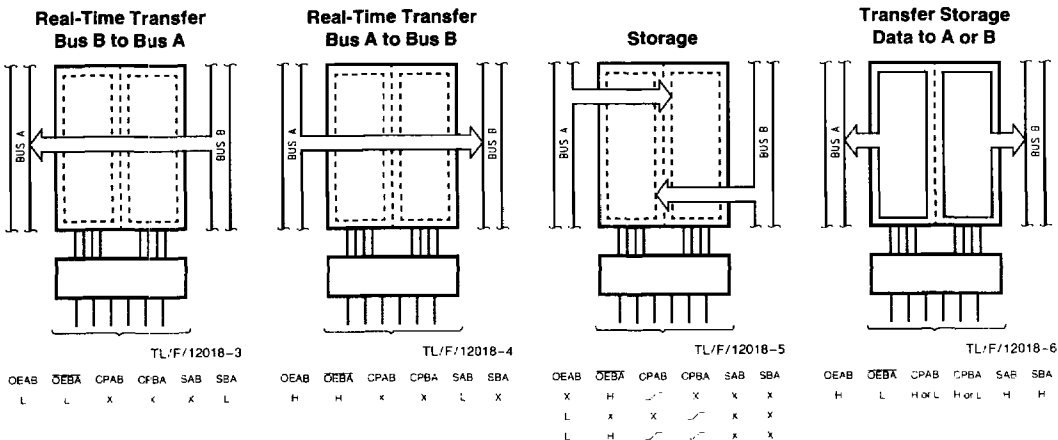 Real-Time Transfer
Bus B to Bus A
BUS A
BUS B
TL/F/12018-3
OEAB OEBA CPAB CPBA SAB SBA
L L X X X L
Real-Time Transfer
Bus A to Bus B
BUS A
BUS B
TL/F/12018-4
OEAB OEBA CPAB CPBA SAB SBA
H H X X L X
Storage
BUS A
BUS B
TL/F/12018-5
OEAB OEBA CPAB CPBA SAB SBA
X H X X X
L X X X X
L H X X
Transfer Storage
Data to A or B
BUS A
BUS B
TL/F/12018-6
OEAB OEBA CPAB CPBA SAB SBA
H L H or L H or L H H